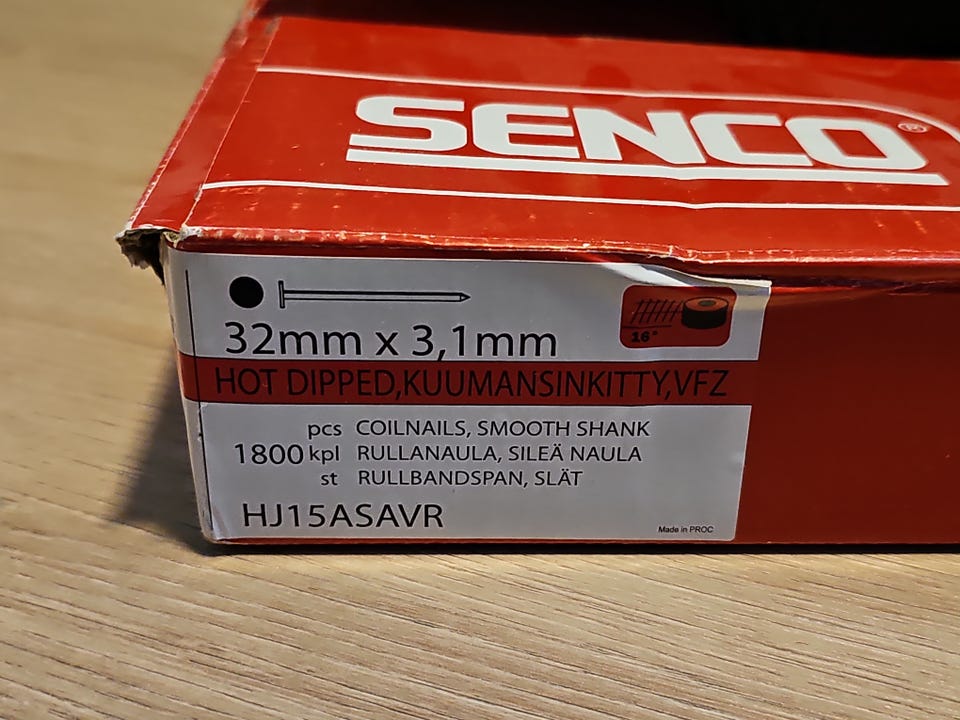 SENCO®
32mm x 3,1mm
16°
HOT DIPPED,KUUMANSINKITTY,VFZ
pcs COILNAILS, SMOOTH SHANK
1800 kpl RULLANAULA, SILEÄ NAULA
st RULLBANDSPAN, SLÄT
HJ15ASAVR
Made in PROC